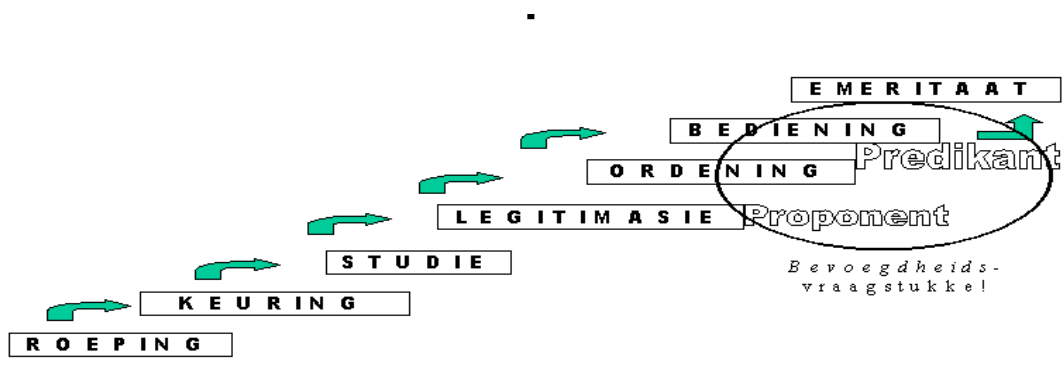 EMERITAAT
BEDIENING
Predikant
ORDENING
LEGITIMASIE
Proponent
STUDIE
Bevoegdheids-
vraagstukke!
KEURING
ROEPING